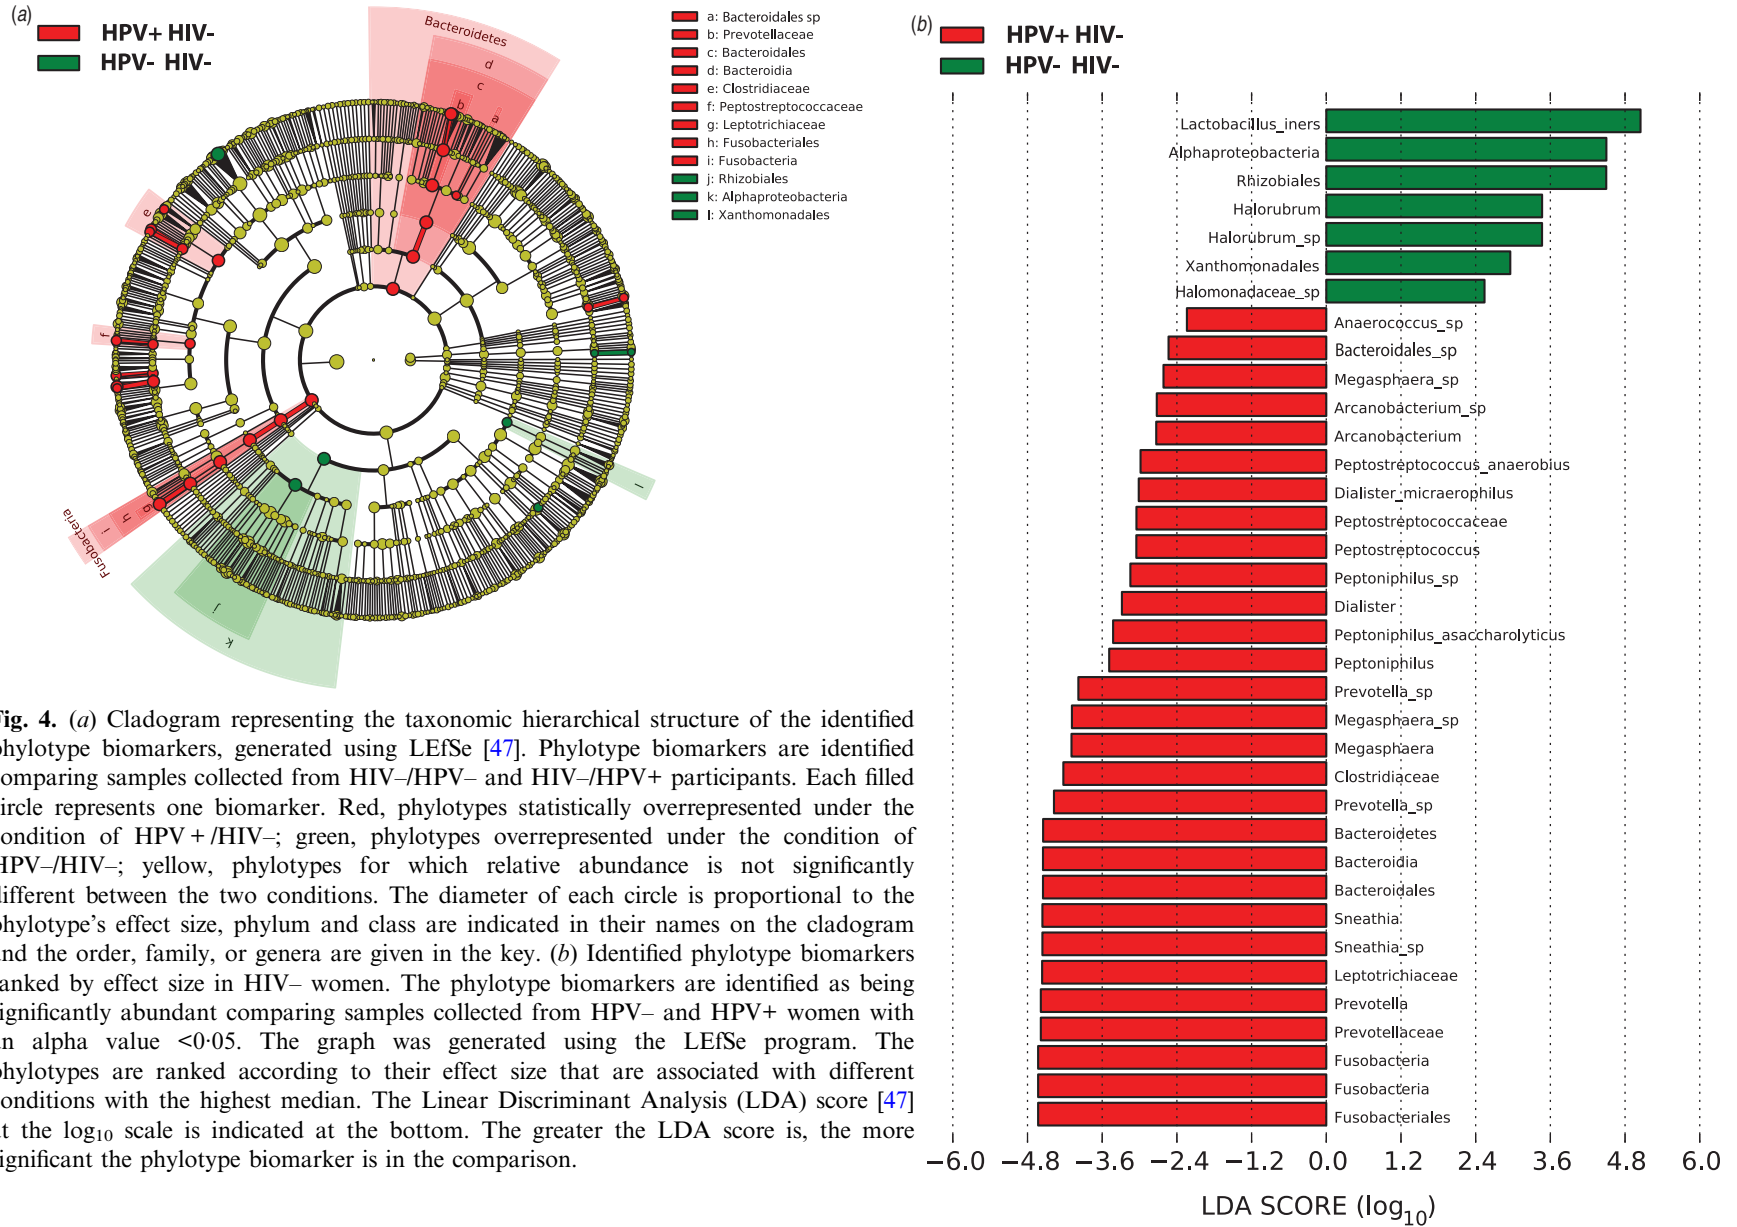 (a)
HPV+ HIV-
HPV- HIV-
Bacteroidetes
d
c
b
a
e
f
g
h
i
Fusobacteria
j
k
l
a: Bacteroidales sp
b: Prevotellaceae
c: Bacteroidales
d: Bacteroidia
e: Clostridiaceae
f: Peptostreptococcaceae
g: Leptotrichiaceae
h: Fusobacteriales
i: Fusobacteria
j: Rhizobiales
k: Alphaproteobacteria
l: Xanthomonadales
ig. 4. (a) Cladogram representing the taxonomic hierarchical structure of the identified
hylotype biomarkers, generated using LEfSe [47]. Phylotype biomarkers are identified
omparing samples collected from HIV–/HPV– and HIV–/HPV+ participants. Each filled
ircle represents one biomarker. Red, phylotypes statistically overrepresented under the
ondition of HPV + /HIV–; green, phylotypes overrepresented under the condition of
HPV–/HIV–; yellow, phylotypes for which relative abundance is not significantly
ifferent between the two conditions. The diameter of each circle is proportional to the
hylotype's effect size, phylum and class are indicated in their names on the cladogram
nd the order, family, or genera are given in the key. (b) Identified phylotype biomarkers
anked by effect size in HIV– women. The phylotype biomarkers are identified as being
ignificantly abundant comparing samples collected from HPV– and HPV+ women with
n alpha value <0·05. The graph was generated using the LEfSe program. The
hylotypes are ranked according to their effect size that are associated with different
onditions with the highest median. The Linear Discriminant Analysis (LDA) score [47]
t the log10 scale is indicated at the bottom. The greater the LDA score is, the more
ignificant the phylotype biomarker is in the comparison.
(b)
HPV+ HIV-
HPV- HIV-
Lactobacillus_iners
Alphaproteobacteria
Rhizobiales
Halorubrum
Halorubrum_sp
Xanthomonadales
Halomonadaceae_sp
Anaerococcus_sp
Bacteroidales_sp
Megasphaera_sp
Arcanobacterium_sp
Arcanobacterium
Peptostreptococcus_anaerobius
Dialister_micraerophilus
Peptostreptococcaceae
Peptostreptococcus
Peptoniphilus_sp
Dialister
Peptoniphilus_asaccharolyticus
Peptoniphilus
Prevotella_sp
Megasphaera_sp
Megasphaera
Clostridiaceae
Prevotella_sp
Bacteroidetes
Bacteroidia
Bacteroidales
Sneathia
Sneathia_sp
Leptotrichiaceae
Prevotella
Prevotellaceae
Fusobacteria
Fusobacteria
Fusobacteriales
−6.0 −4.8 −3.6 −2.4 −1.2 0.0 1.2 2.4 3.6 4.8 6.0
LDA SCORE (log10)